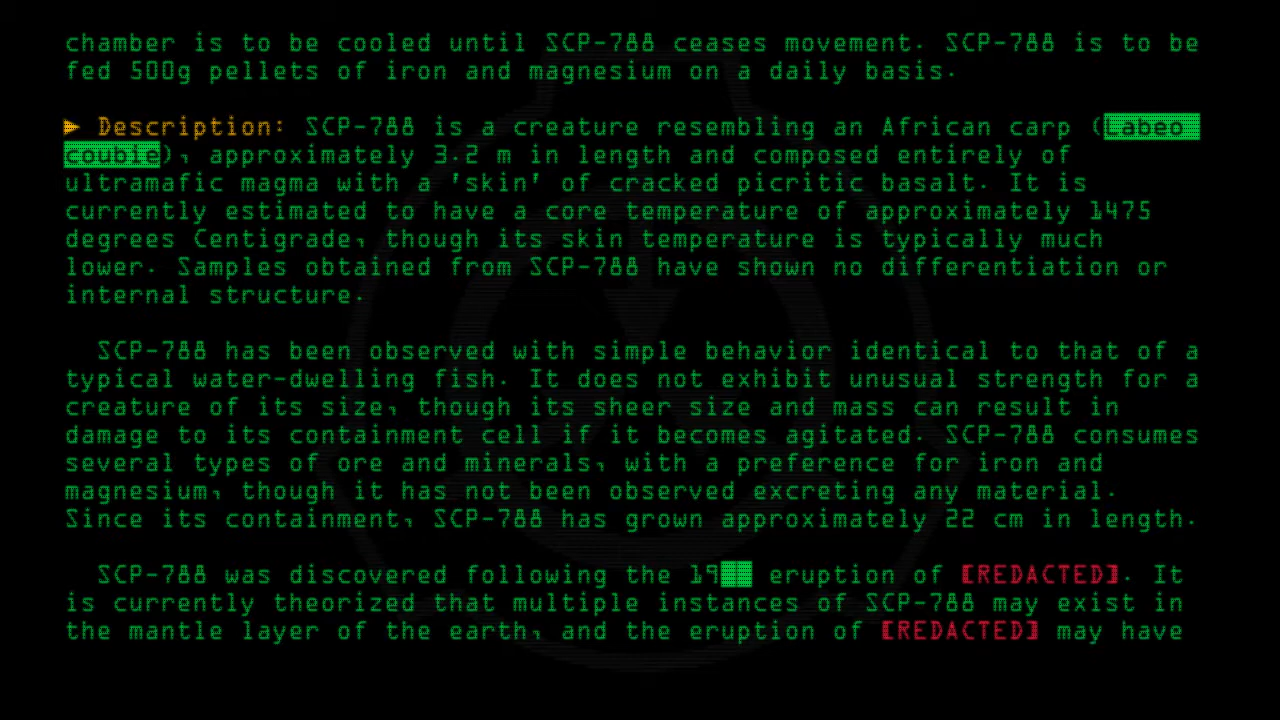 chamber is to be cooled until SCP-788 ceases movement. SCP-788 is to be
fed 500g pellets of iron and magnesium on a daily basis.
► Description: SCP-788 is a creature resembling an African carp (Labeo
couble), approximately 3.2 m in length and composed entirely of
ultramafic magma with a 'skin' of cracked picritic basalt. It is
currently estimated to have a core temperature of approximately 1475
degrees Centigrade, though its skin temperature is typically much
lower. Samples obtained from SCP-788 have shown no differentiation or
internal structure.
SCP-788 has been observed with simple behavior identical to that of a
typical water-dwelling fish. It does not exhibit unusual strength for a
creature of its size, though its sheer size and mass can result in
damage to its containment cell if it becomes agitated. SCP-788 consumes
several types of ore and minerals, with a preference for iron and
magnesium, though it has not been observed excreting any material.
Since its containment, SCP-788 has grown approximately 22 cm in length.
SCP-788 was discovered following the 19██ eruption of [REDACTED]. It
is currently theorized that multiple instances of SCP-788 may exist in
the mantle layer of the earth, and the eruption of [REDACTED] may have